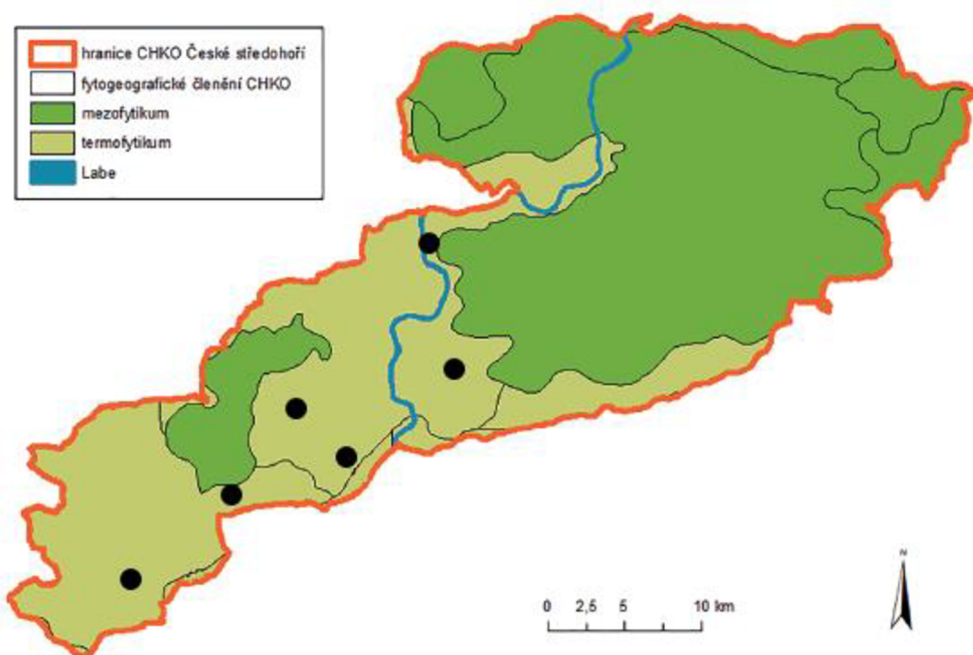 hranice CHKO České středohoří
fytogeografické členění CHKO
mezofytikum
termofytikum
Labe
N
0 2,5 5 10 km